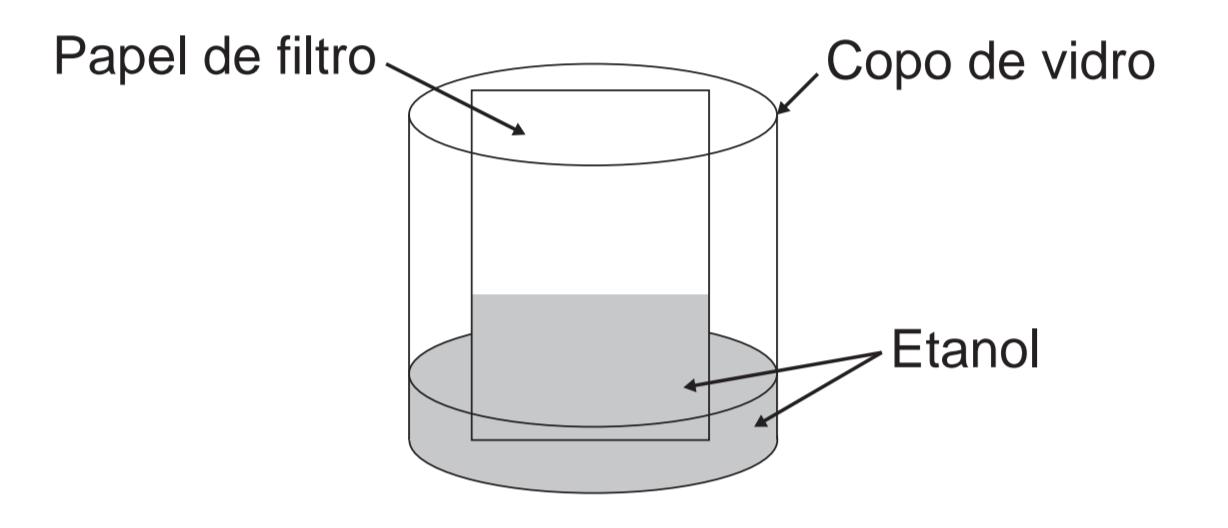 Papel de filtro
Copo de vidro
Etanol